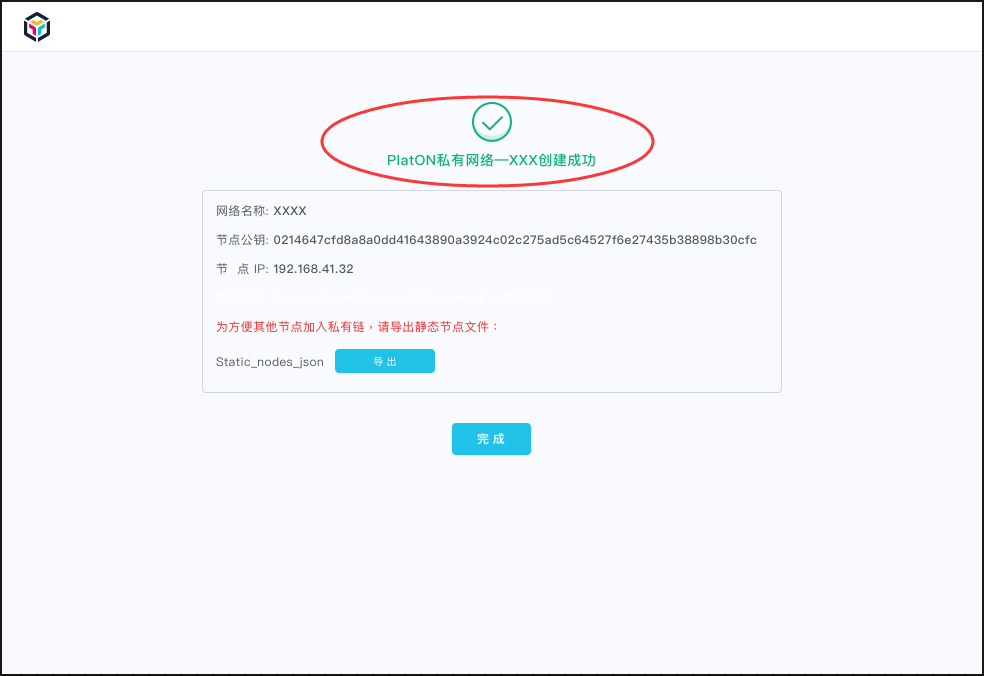 PlatON私有网络—XXX创建成功
网络名称: XXXX
节点公钥: 0214647cfd8a8a0dd41643890a3924c02c275ad5c64527f6e27435b38898b30cfc
节 点 IP: 192.168.41.32
为方便其他节点加入私有链，请导出静态节点文件：
Static_nodes_json 导 出
完 成